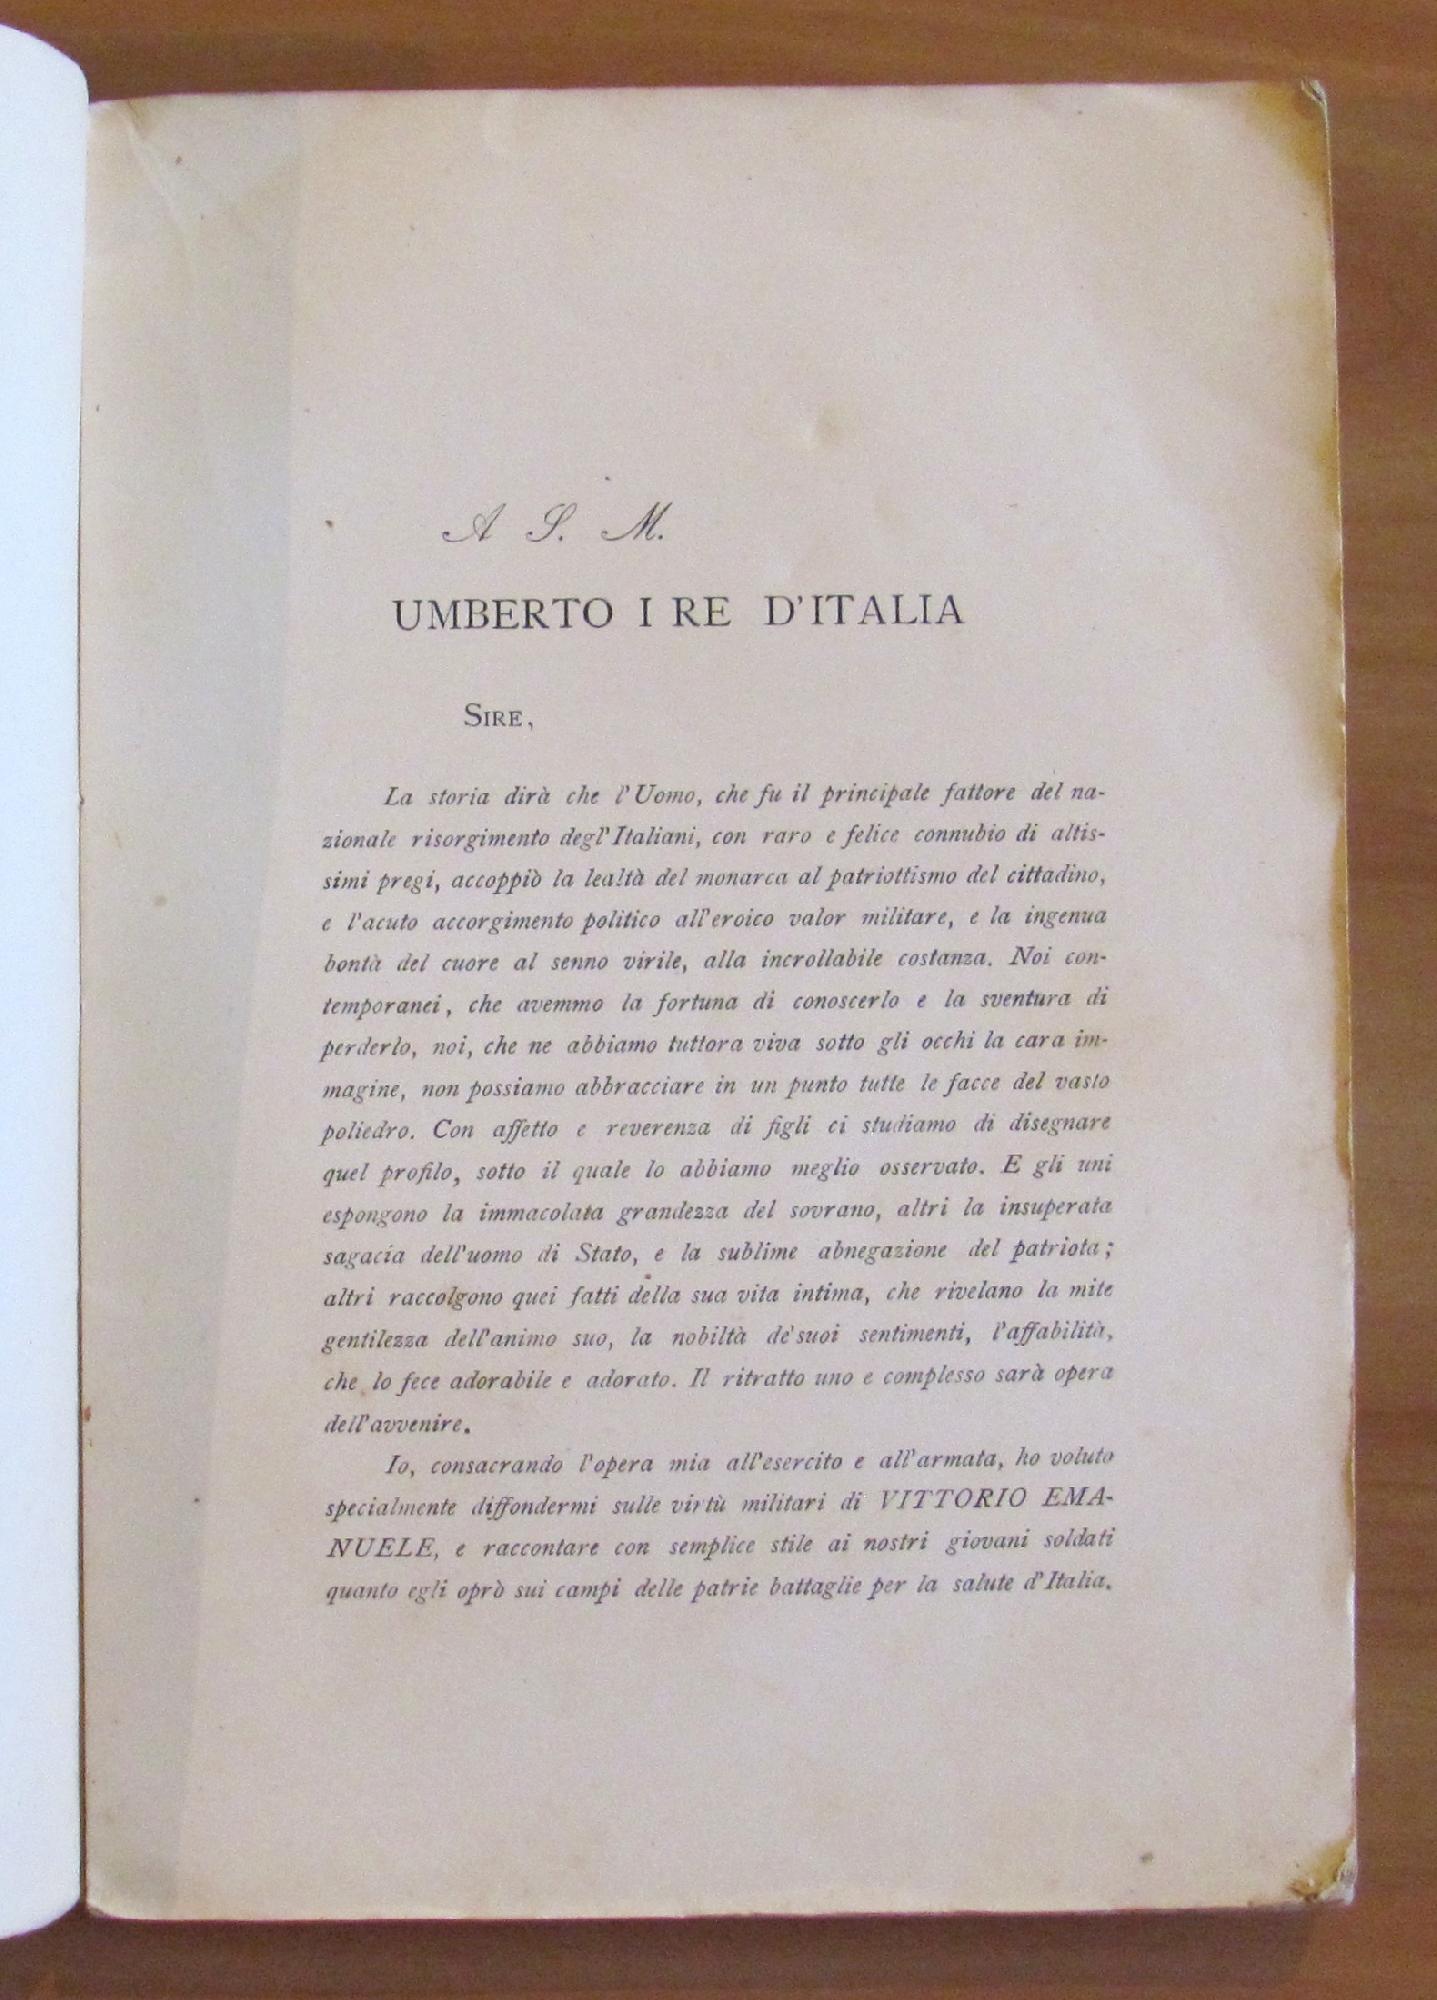 A S. M.
UMBERTO I RE D'ITALIA
SIRE,
La storia dirà che l'Uomo, che fu il principale fattore del na-
zionale risorgimento degl'Italiani, con raro e felice connubio di altis-
simi pregi, accoppiò la lealtà del monarca al patriottismo del cittadino,
e l'acuto accorgimento politico all'eroico valor militare, e la ingenua
bontà del cuore al senno virile, alla incrollabile costanza. Noi con-
temporanei, che avemmo la fortuna di conoscerlo e la sventura di
perderlo, noi, che ne abbiamo tuttora viva sotto gli occhi la cara im-
magine, non possiamo abbracciare in un punto tutte le facce del vasto
poliedro. Con affetto e reverenza di figli ci studiamo di disegnare
quel profilo, sotto il quale lo abbiamo meglio osservato. E gli uni
espongono la immacolata grandezza del sovrano, altri la insuperata
sagacia dell'uomo di Stato, e la sublime abnegazione del patriota;
altri raccolgono quei fatti della sua vita intima, che rivelano la mite
gentilezza dell'animo suo, la nobiltà de' suoi sentimenti, l'affabilità,
che lo fece adorabile e adorato. Il ritratto uno e complesso sarà opera
dell'avvenire.
Io, consacrando l'opera mia all'esercito e all'armata, ho voluto
specialmente diffondermi sulle virtù militari di VITTORIO EMA-
NUELE, e raccontare con semplice stile ai nostri giovani soldati
quanto egli oprò sui campi delle patrie battaglie per la salute d'Italia.